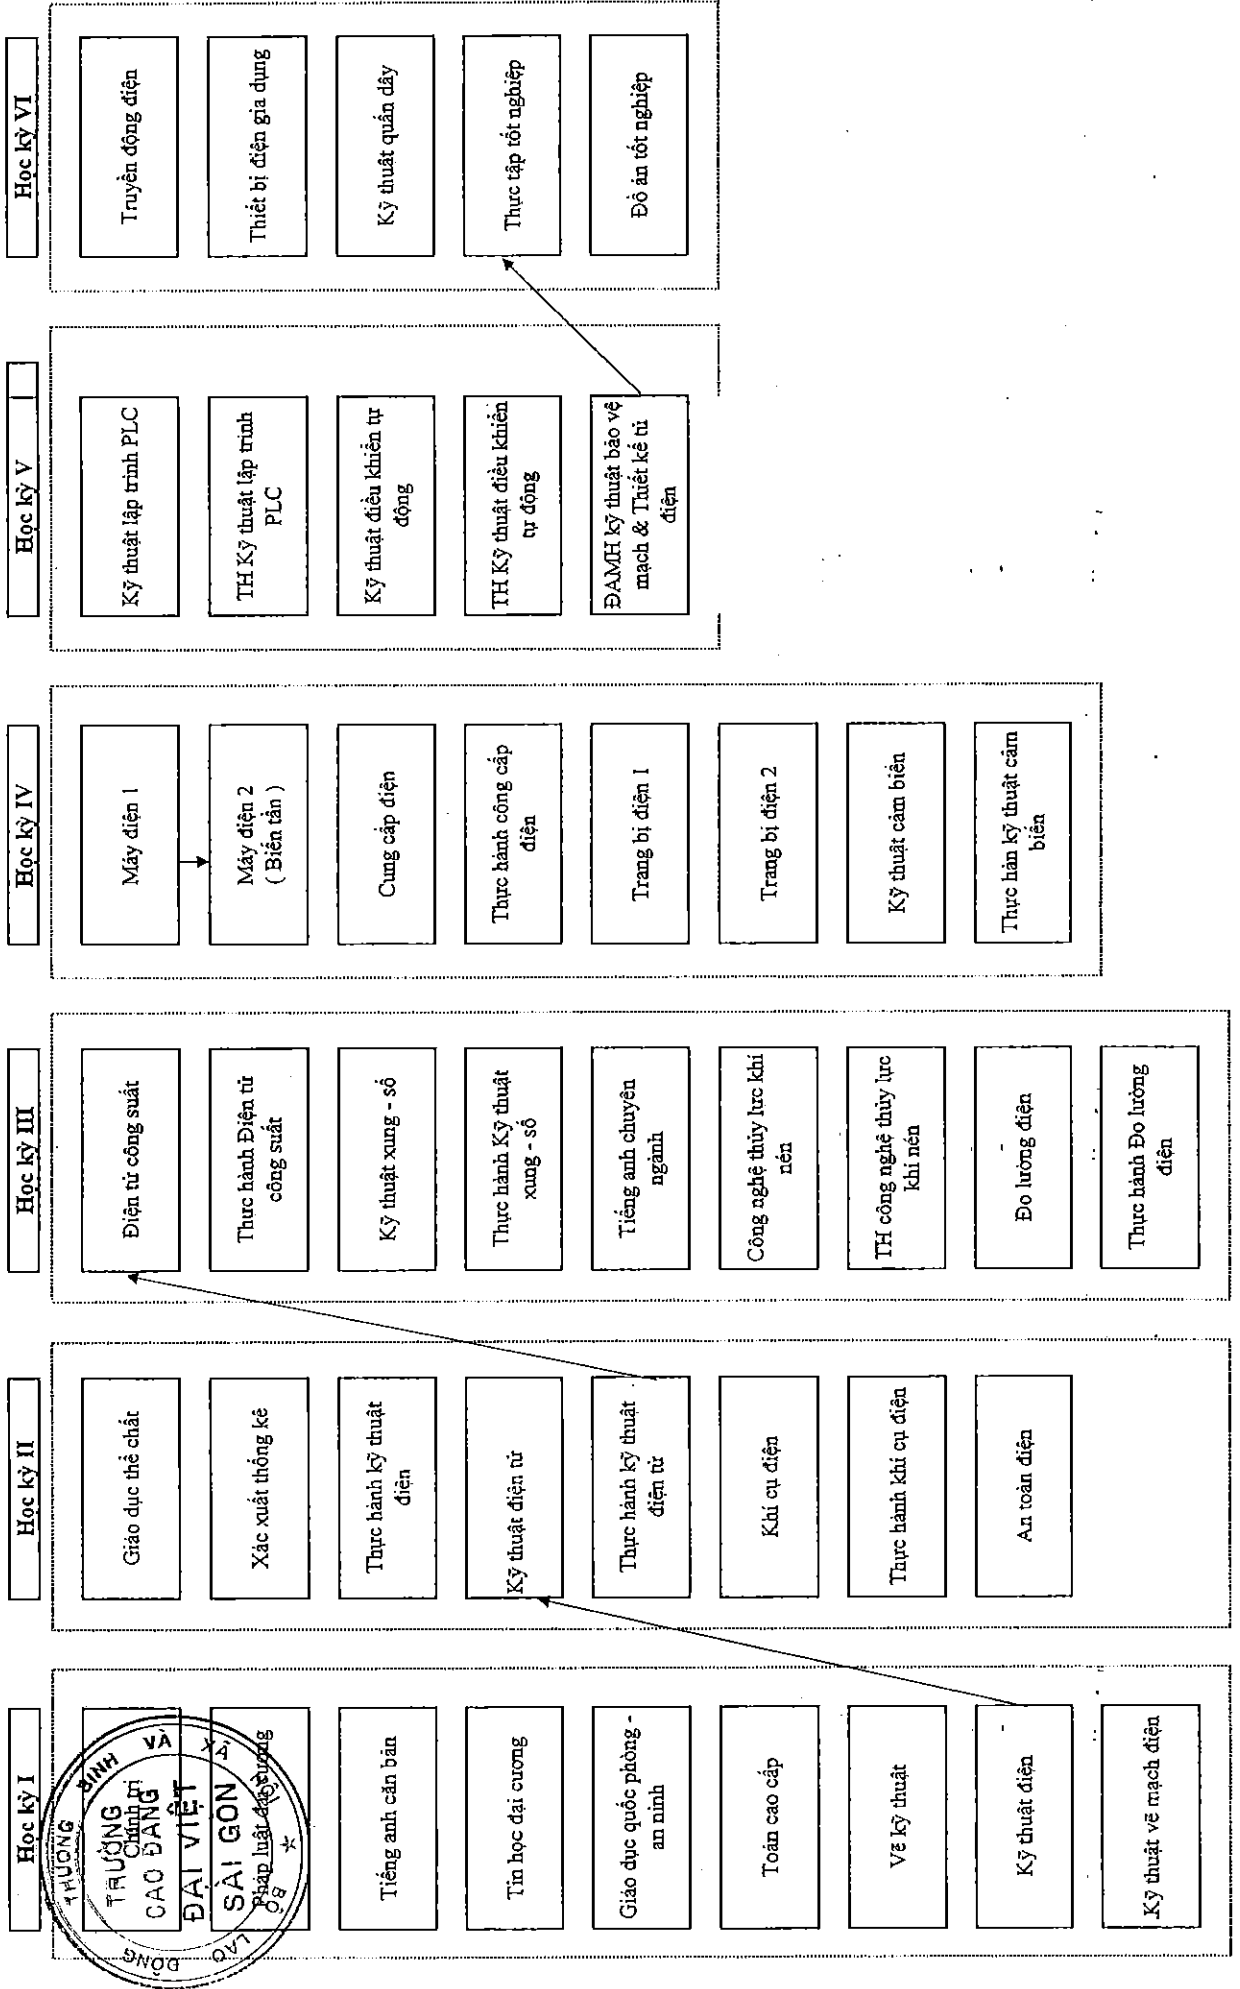 Học kỳ I
Chính trị
Pháp luật đại cương
Tiếng anh căn bản
Tin học đại cương
Giáo dục quốc phòng -
an ninh
Toán cao cấp
Vẽ kỹ thuật
Kỹ thuật điện
Kỹ thuật vẽ mạch điện
THƯƠNG BINH VÀ XÃ HỘI
BỘ LAO ĐỘNG
TRƯỜNG
CAO ĐẲNG
ĐẠI VIỆT
SÀI GÒN
Học kỳ II
Giáo dục thể chất
Xác xuất thống kê
Thực hành kỹ thuật
điện
Kỹ thuật điện tử
Thực hành kỹ thuật
điện tử
Khí cụ điện
Thực hành khí cụ điện
An toàn điện
Học kỳ III
Điện tử công suất
Thực hành Điện tử
công suất
Kỹ thuật xung - số
Thực hành Kỹ thuật
xung - số
Tiếng anh chuyên
ngành
Công nghệ thủy lực khí
nén
TH công nghệ thủy lực
khí nén
Đo lường điện
Thực hành Đo lường
điện
Học kỳ IV
Máy điện 1
Máy điện 2
( Biến tần )
Cung cấp điện
Thực hành công cấp
điện
Trang bị điện 1
Trang bị điện 2
Kỹ thuật cảm biến
Thực hàn kỹ thuật cảm
biến
Học kỳ V
Kỹ thuật lập trình PLC
TH Kỹ thuật lập trình
PLC
Kỹ thuật điều khiển tự
động
TH Kỹ thuật điều khiển
tự động
ĐAMH kỹ thuật bảo vệ
mạch & Thiết kế tủ
điện
Học kỳ VI
Truyền động điện
Thiết bị điện gia dụng
Kỹ thuật quấn dây
Thực tập tốt nghiệp
Đồ án tốt nghiệp